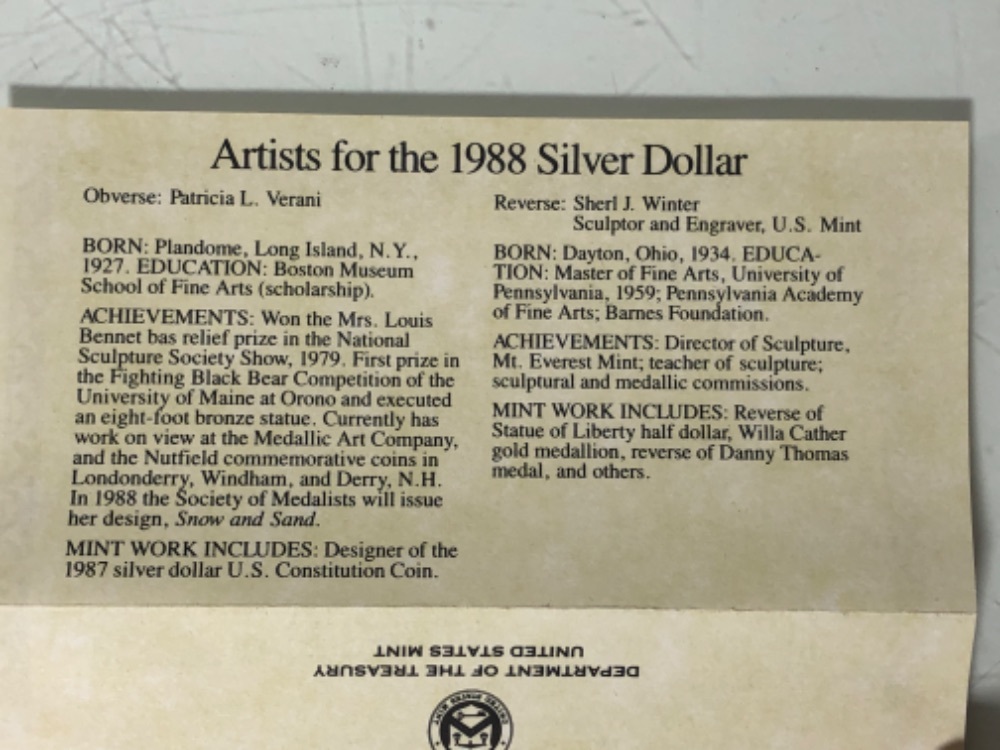 Artists for the 1988 Silver Dollar
Obverse: Patricia L. Verani
BORN: Plandome, Long Island, N.Y.,
1927. EDUCATION: Boston Museum
School of Fine Arts (scholarship).
ACHIEVEMENTS: Won the Mrs. Louis
Bennet bas relief prize in the National
Sculpture Society Show, 1979. First prize in
the Fighting Black Bear Competition of the
University of Maine at Orono and executed
an eight-foot bronze statue. Currently has
work on view at the Medallic Art Company,
and the Nutfield commemorative coins in
Londonderry, Windham, and Derry, N.H.
In 1988 the Society of Medalists will issue
her design, Snow and Sand.
MINT WORK INCLUDES: Designer of the
1987 silver dollar U.S. Constitution Coin.
Reverse: Sherl J. Winter
Sculptor and Engraver, U.S. Mint
BORN: Dayton, Ohio, 1934. EDUCA-
TION: Master of Fine Arts, University of
Pennsylvania, 1959; Pennsylvania Academy
of Fine Arts; Barnes Foundation.
ACHIEVEMENTS: Director of Sculpture,
Mt. Everest Mint; teacher of sculpture;
sculptural and medallic commissions.
MINT WORK INCLUDES: Reverse of
Statue of Liberty half dollar, Willa Cather
gold medallion, reverse of Danny Thomas
medal, and others.
DEPARTMENT OF THE TREASURY
UNITED STATES MINT